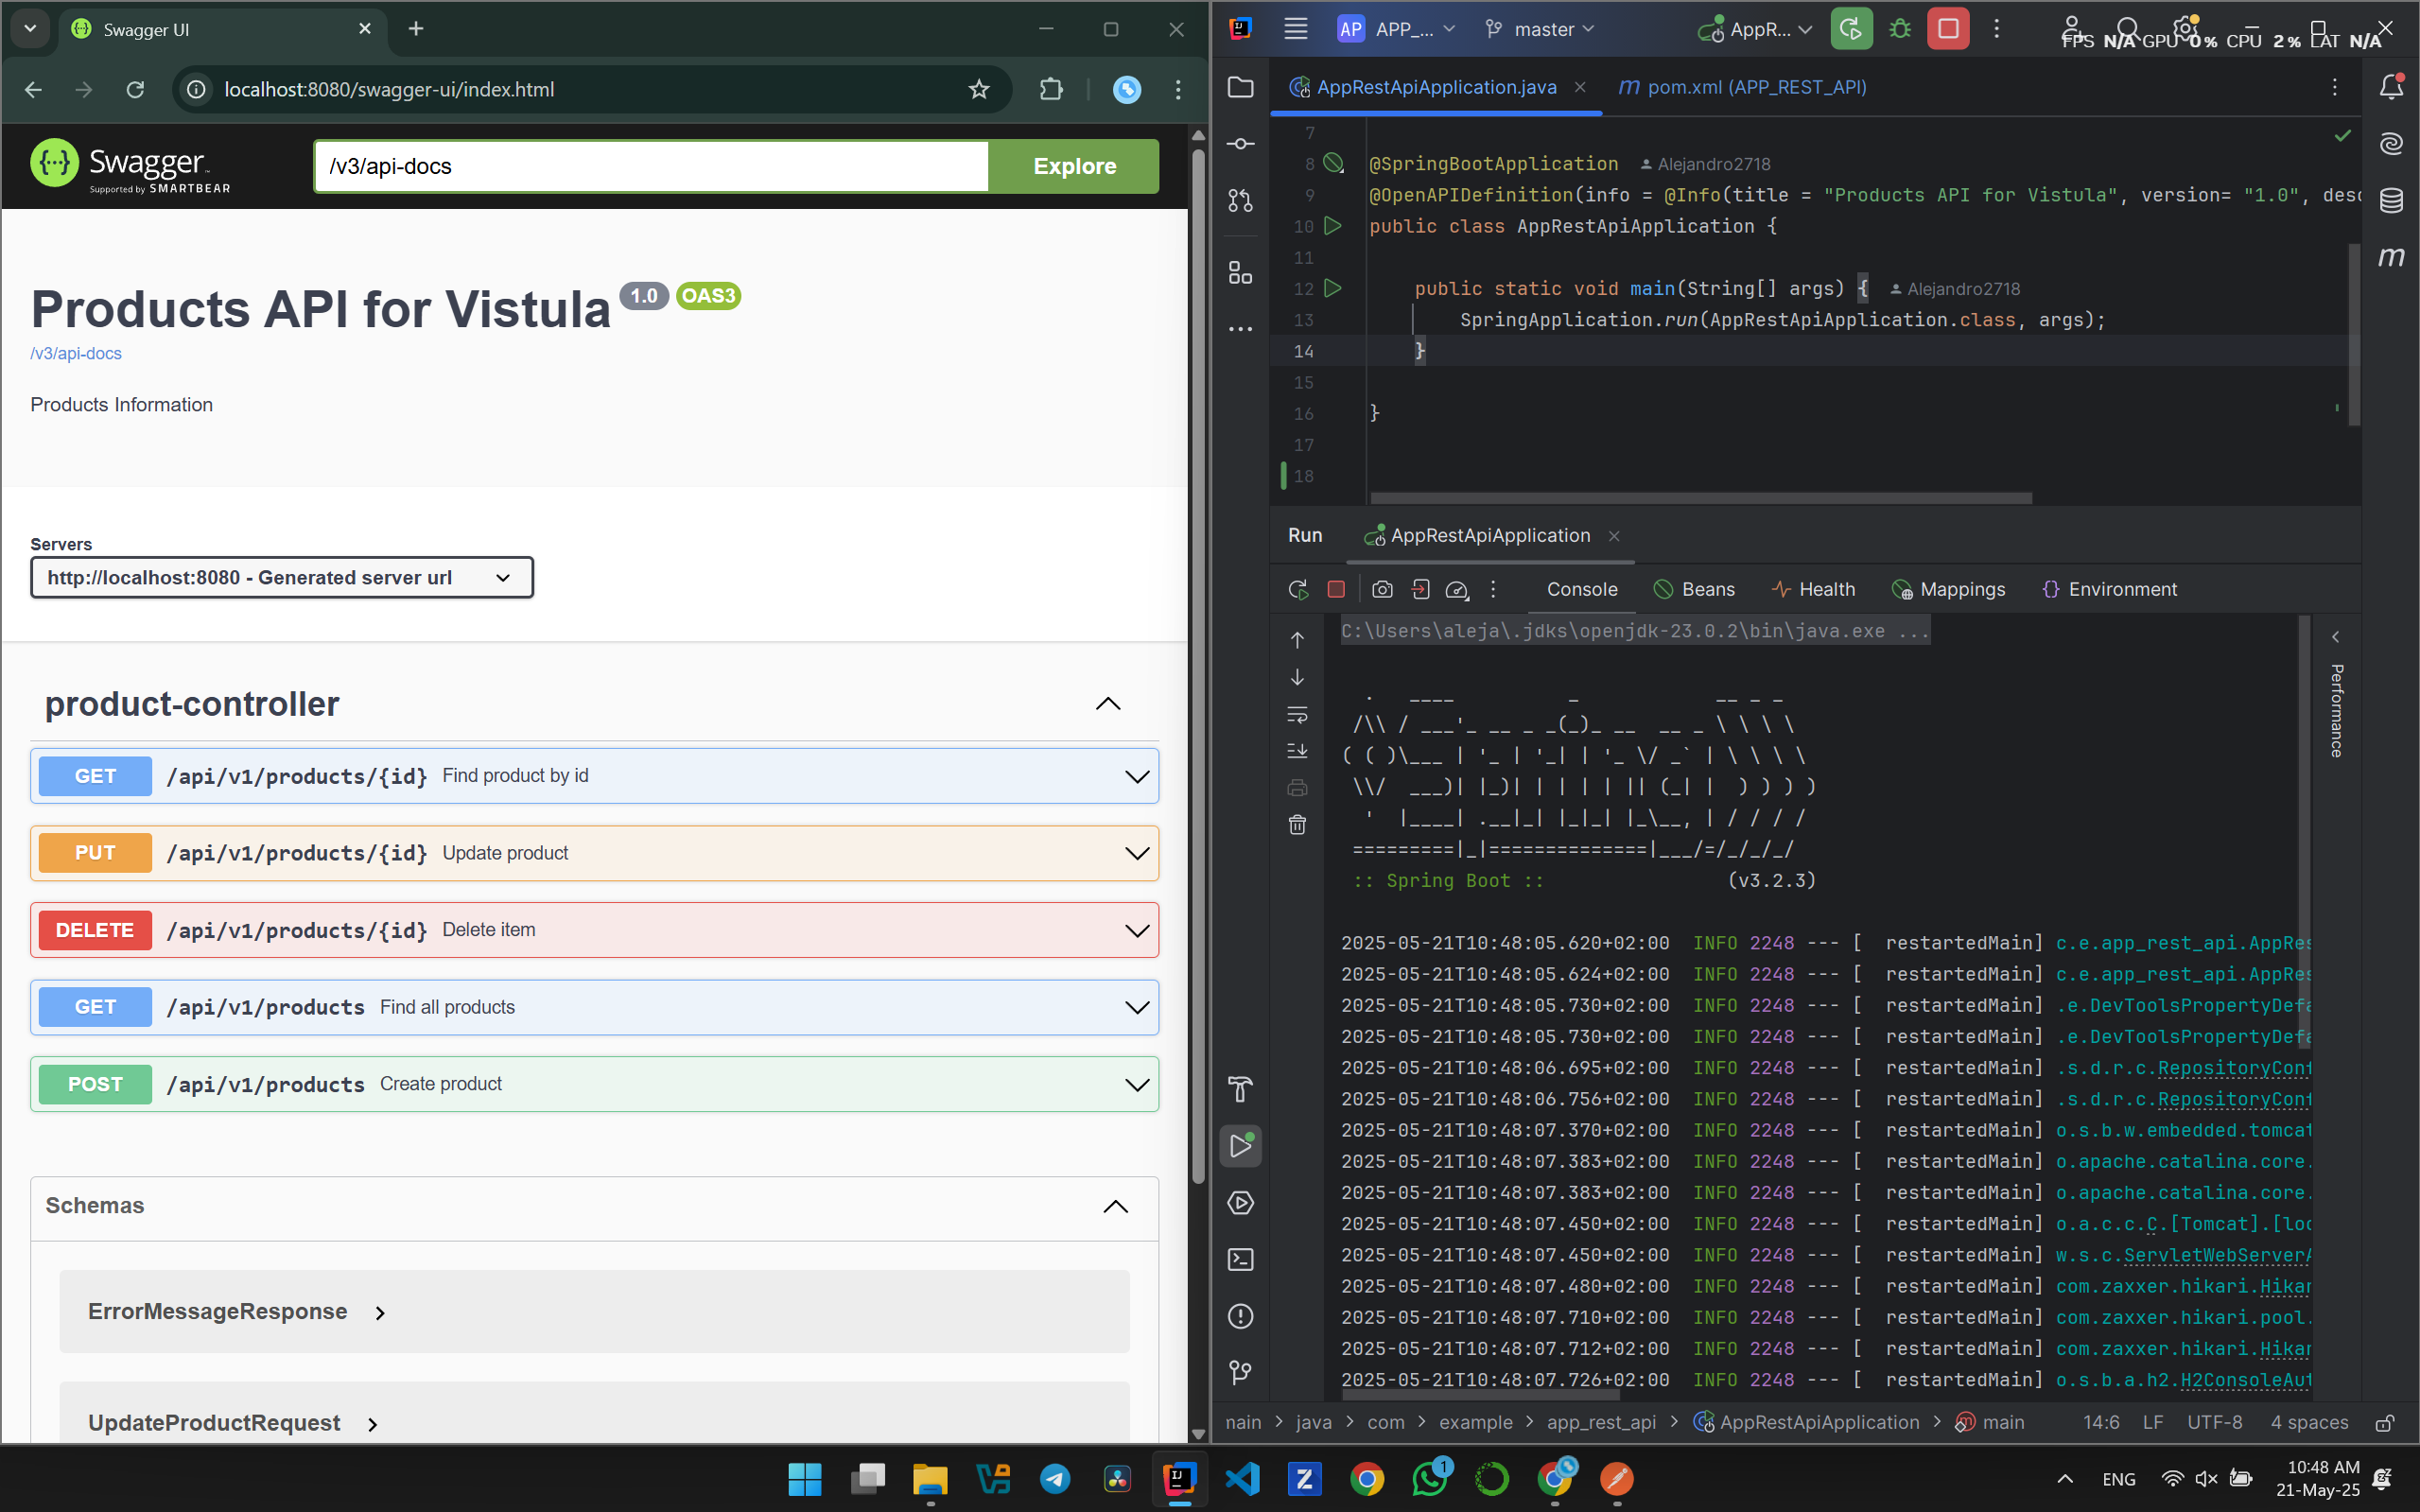 Swagger UI
localhost:8080/swagger-ui/index.html
Swagger
Supported by SMARTBEAR
/v3/api-docs
Explore
Products API for Vistula 1.0 OAS3
/v3/api-docs
Products Information
Servers
http://localhost:8080 - Generated server url
product-controller
GET /api/v1/products/{id} Find product by id
PUT /api/v1/products/{id} Update product
DELETE /api/v1/products/{id} Delete item
GET /api/v1/products Find all products
POST /api/v1/products Create product
Schemas
ErrorMessageResponse
UpdateProductRequest
AP APP_... master AppR...
FPS N/A GPU 0% CPU 2% LAT N/A
AppRestApiApplication.java m pom.xml (APP_REST_API)
7
8 @SpringBootApplication Alejandro2718
9 @OpenAPIDefinition(info = @Info(title = "Products API for Vistula", version= "1.0", desc
10 public class AppRestApiApplication {
11
12 public static void main(String[] args) { Alejandro2718
13 SpringApplication.run(AppRestApiApplication.class, args);
14 }
15
16 }
17
18
Run AppRestApiApplication
Console Beans Health Mappings Environment
C:\Users\aleja\.jdks\openjdk-23.0.2\bin\java.exe ...
Performance
  .   ____          _            __ _ _
 /\\ / ___'_ __ _ _(_)_ __  __ _ \ \ \ \
( ( )\___ | '_ | '_| | '_ \/ _` | \ \ \ \
 \\/  ___)| |_)| | | | | || (_| |  ) ) ) )
  '  |____| .__|_| |_|_| |_\__, | / / / /
 =========|_|==============|___/=/_/_/_/
 :: Spring Boot ::                (v3.2.3)
2025-05-21T10:48:05.620+02:00 INFO 2248 --- [ restartedMain] c.e.app_rest_api.AppRes
2025-05-21T10:48:05.624+02:00 INFO 2248 --- [ restartedMain] c.e.app_rest_api.AppRes
2025-05-21T10:48:05.730+02:00 INFO 2248 --- [ restartedMain] .e.DevToolsPropertyDefa
2025-05-21T10:48:05.730+02:00 INFO 2248 --- [ restartedMain] .e.DevToolsPropertyDefa
2025-05-21T10:48:06.695+02:00 INFO 2248 --- [ restartedMain] .s.d.r.c.RepositoryConf
2025-05-21T10:48:06.756+02:00 INFO 2248 --- [ restartedMain] .s.d.r.c.RepositoryConf
2025-05-21T10:48:07.370+02:00 INFO 2248 --- [ restartedMain] o.s.b.w.embedded.tomcat
2025-05-21T10:48:07.383+02:00 INFO 2248 --- [ restartedMain] o.apache.catalina.core.
2025-05-21T10:48:07.383+02:00 INFO 2248 --- [ restartedMain] o.apache.catalina.core.
2025-05-21T10:48:07.450+02:00 INFO 2248 --- [ restartedMain] o.a.c.c.C.[Tomcat].[loc
2025-05-21T10:48:07.450+02:00 INFO 2248 --- [ restartedMain] w.s.c.ServletWebServerA
2025-05-21T10:48:07.480+02:00 INFO 2248 --- [ restartedMain] com.zaxxer.hikari.Hikar
2025-05-21T10:48:07.710+02:00 INFO 2248 --- [ restartedMain] com.zaxxer.hikari.pool.
2025-05-21T10:48:07.712+02:00 INFO 2248 --- [ restartedMain] com.zaxxer.hikari.Hikar
2025-05-21T10:48:07.726+02:00 INFO 2248 --- [ restartedMain] o.s.b.a.h2.H2ConsoleAut
main > java > com > example > app_rest_api > AppRestApiApplication > main 14:6 LF UTF-8 4 spaces
1
ENG
10:48 AM
21-May-25